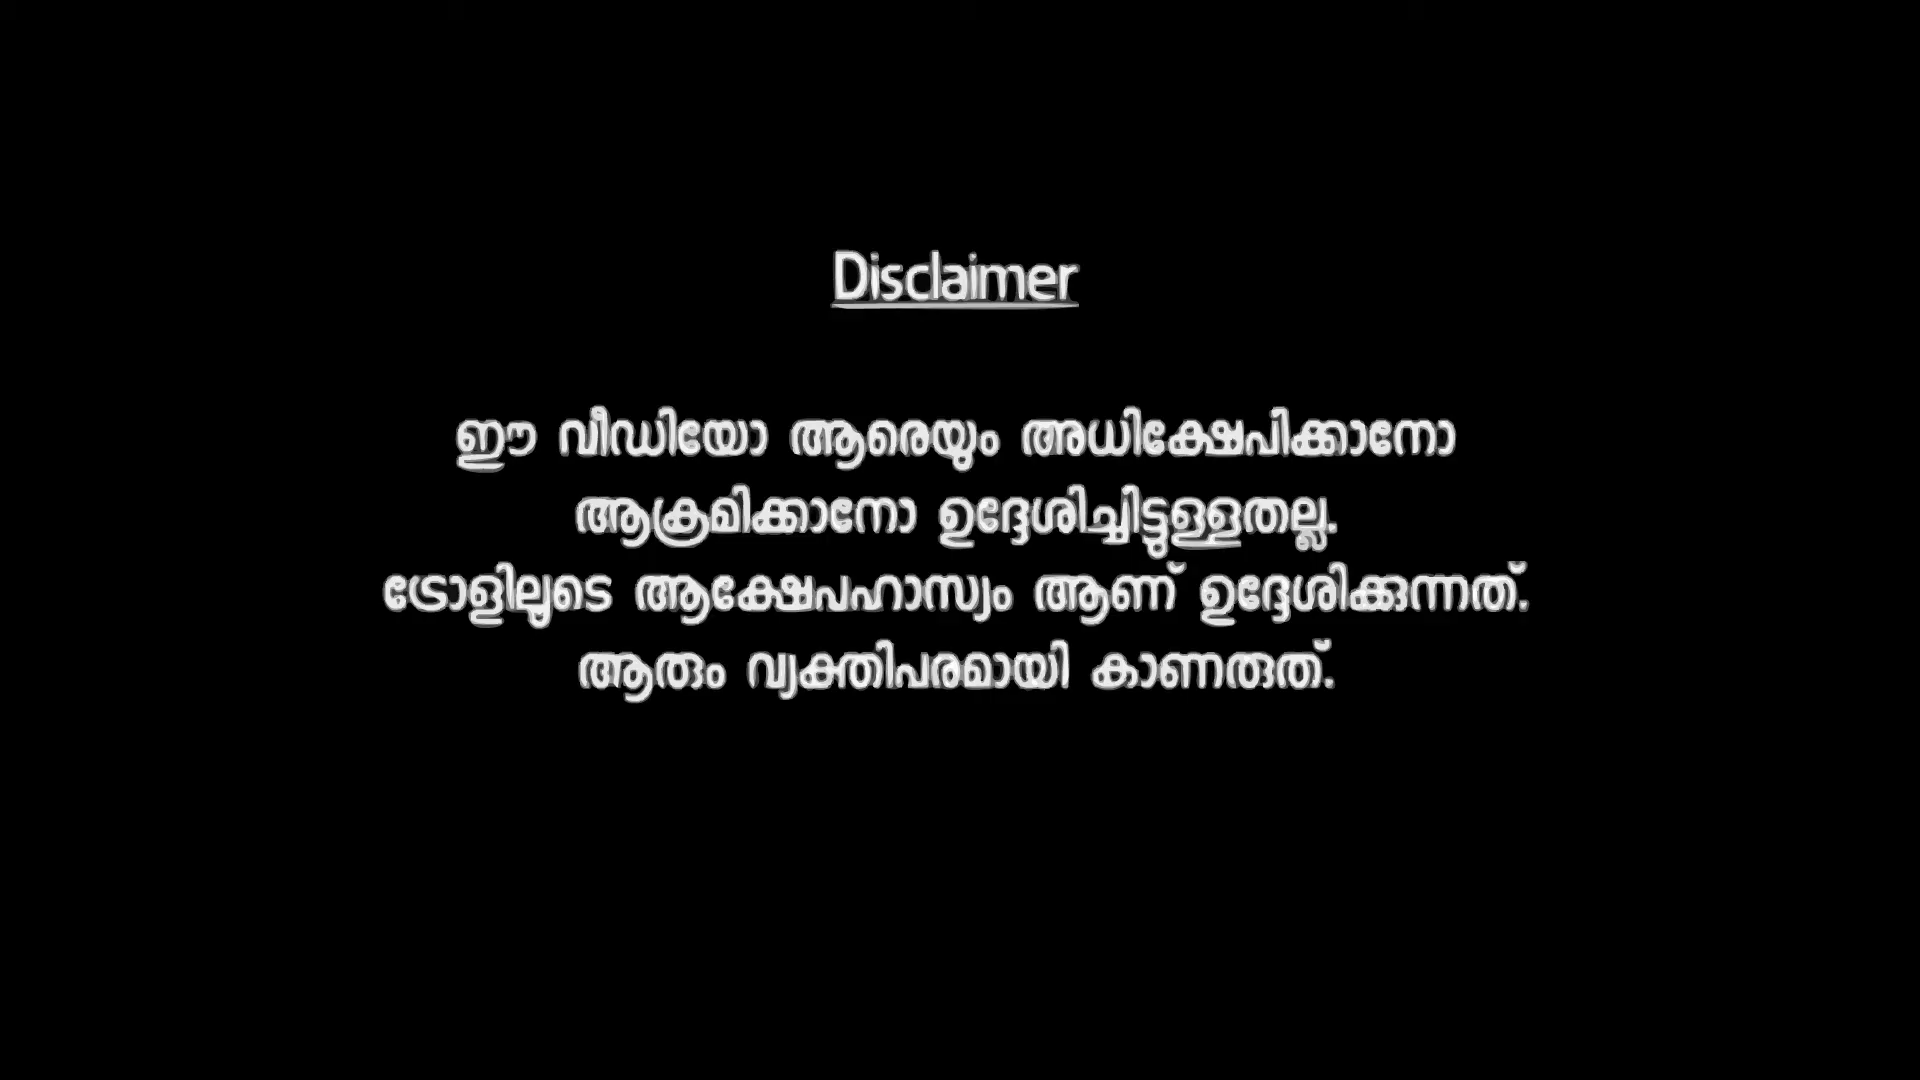 Disclaimer
ഈ വീഡിയോ ആരെയും അധിക്ഷേപിക്കാനോ
ആക്രമിക്കാനോ ഉദ്ദേശിച്ചിട്ടുള്ളതല്ല.
ട്രോളിലൂടെ ആക്ഷേപഹാസ്യം ആണ് ഉദ്ദേശിക്കുന്നത്.
ആരും വ്യക്തിപരമായി കാണരുത്.